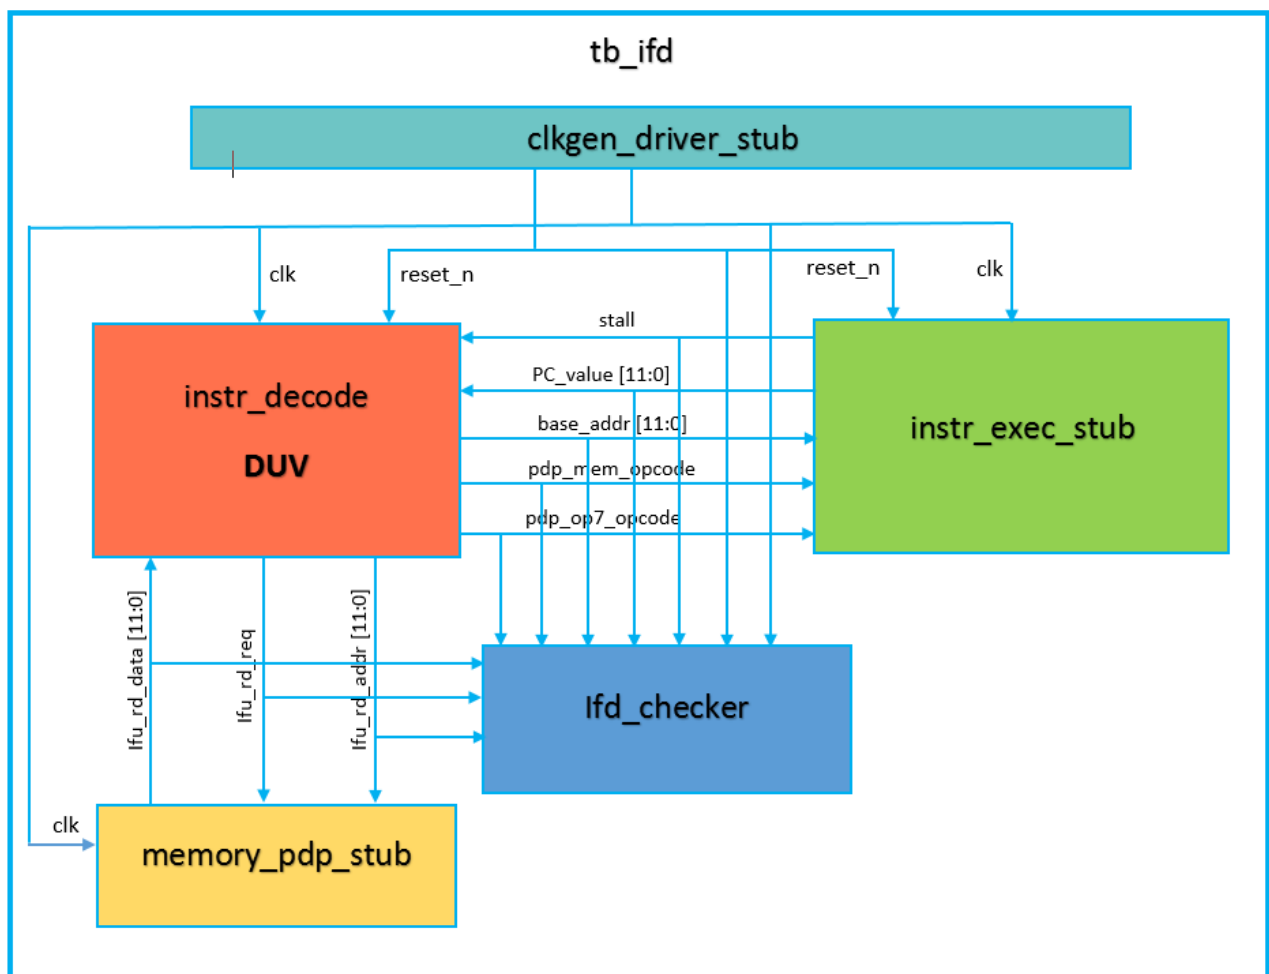 tb_ifd
clkgen_driver_stub
clk
reset_n
reset_n
clk
stall
PC_value [11:0]
base_addr [11:0]
pdp_mem_opcode
pdp_op7_opcode
instr_decode
DUV
instr_exec_stub
Ifu_rd_data [11:0]
Ifu_rd_req
Ifu_rd_addr [11:0]
Ifd_checker
clk
memory_pdp_stub